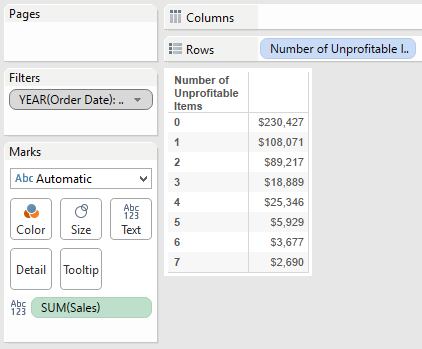 Pages
Columns
Rows
Number of Unprofitable I..
Filters
YEAR(Order Date): ..
Marks
Abc Automatic
Color
Size
Abc
123
Text
Detail
Tooltip
Abc
123
SUM(Sales)
Number of
Unprofitable
Items
0 $230,427
1 $108,071
2 $89,217
3 $18,889
4 $25,346
5 $5,929
6 $3,677
7 $2,690